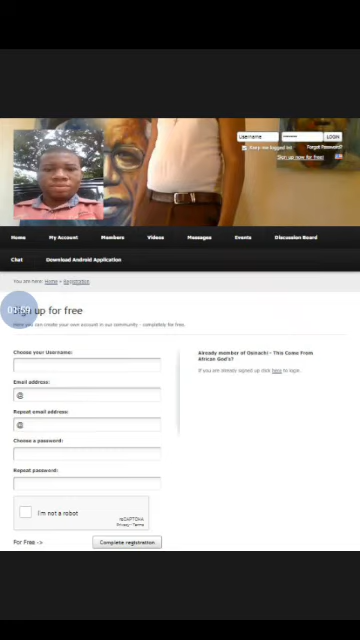 Username
LOGIN
Keep me logged in
Forgot Password?
Sign up now for free!
Home
My Account
Members
Videos
Messages
Events
Discussion Board
Chat
Download Android Application
You are here: Home » Registration
up for free
Here you can create your own account in our community - completely for free.
Choose your Username:
Already member of Osinachi - This Come From
African God's?
If you are already signed up click here to login.
Email address:
@
Repeat email address:
@
Choose a password:
Repeat password:
I'm not a robot
reCAPTCHA
Privacy - Terms
For Free ->
Complete registration